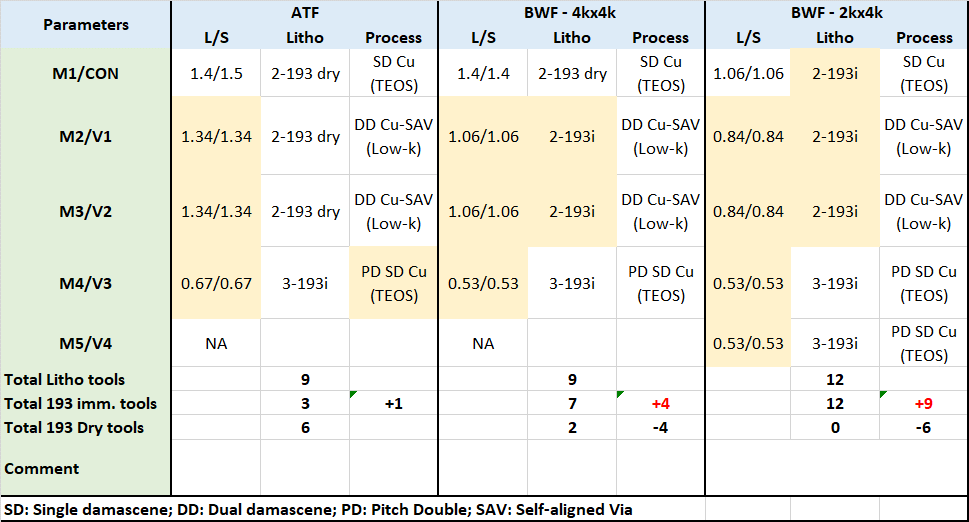 Parameters ATF BWF - 4kx4k BWF - 2kx4k
L/S Litho Process L/S Litho Process L/S Litho Process
M1/CON 1.4/1.5 2-193 dry SD Cu (TEOS) 1.4/1.4 2-193 dry SD Cu (TEOS) 1.06/1.06 2-193i SD Cu (TEOS)
M2/V1 1.34/1.34 2-193 dry DD Cu-SAV (Low-k) 1.06/1.06 2-193i DD Cu-SAV (Low-k) 0.84/0.84 2-193i DD Cu-SAV (Low-k)
M3/V2 1.34/1.34 2-193 dry DD Cu-SAV (Low-k) 1.06/1.06 2-193i DD Cu-SAV (Low-k) 0.84/0.84 2-193i DD Cu-SAV (Low-k)
M4/V3 0.67/0.67 3-193i PD SD Cu (TEOS) 0.53/0.53 3-193i PD SD Cu (TEOS) 0.53/0.53 3-193i PD SD Cu (TEOS)
M5/V4 NA NA 0.53/0.53 3-193i PD SD Cu (TEOS)
Total Litho tools 9 9 12
Total 193 imm. tools 3 +1 7 +4 12 +9
Total 193 Dry tools 6 2 -4 0 -6
Comment
SD: Single damascene; DD: Dual damascene; PD: Pitch Double; SAV: Self-aligned Via